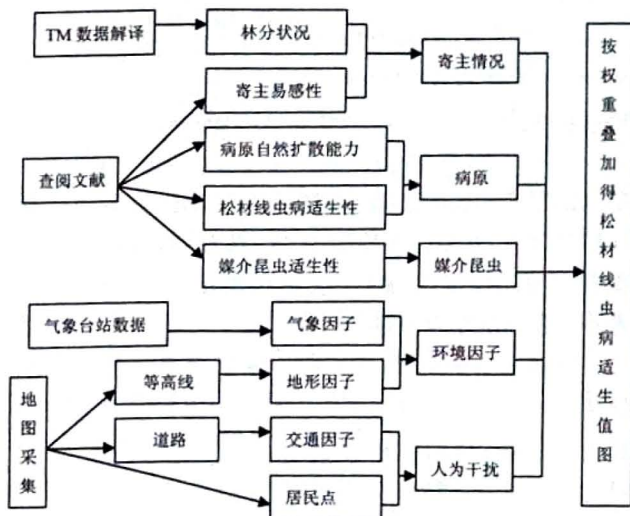 TM 数据解译
林分状况
寄主情况
寄主易感性
查阅文献
病原自然扩散能力
病原
松材线虫病适生性
媒介昆虫适生性
媒介昆虫
气象台站数据
气象因子
环境因子
等高线
地形因子
地图采集
道路
交通因子
人为干扰
居民点
按权重叠加得松材线虫病适生值图